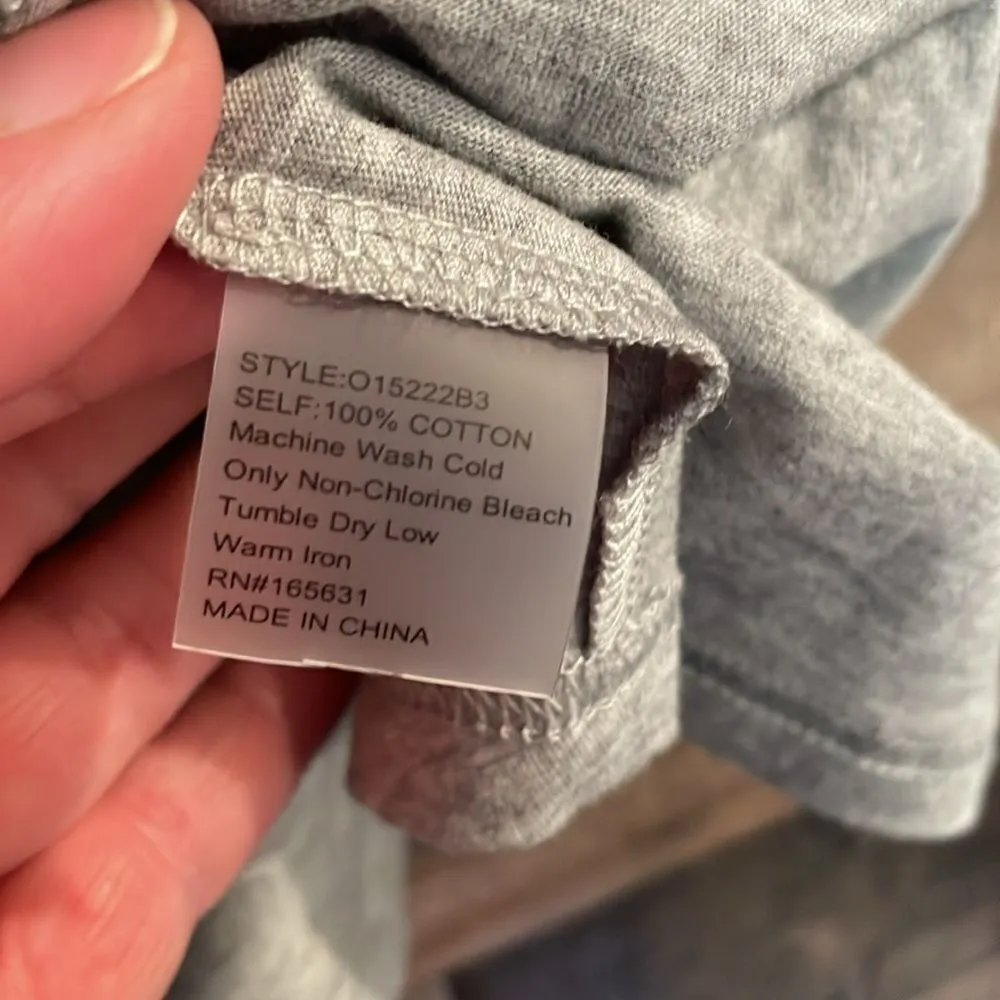 STYLE:O15222B3
SELF:100% COTTON
Machine Wash Cold
Only Non-Chlorine Bleach
Tumble Dry Low
Warm Iron
RN#165631
MADE IN CHINA